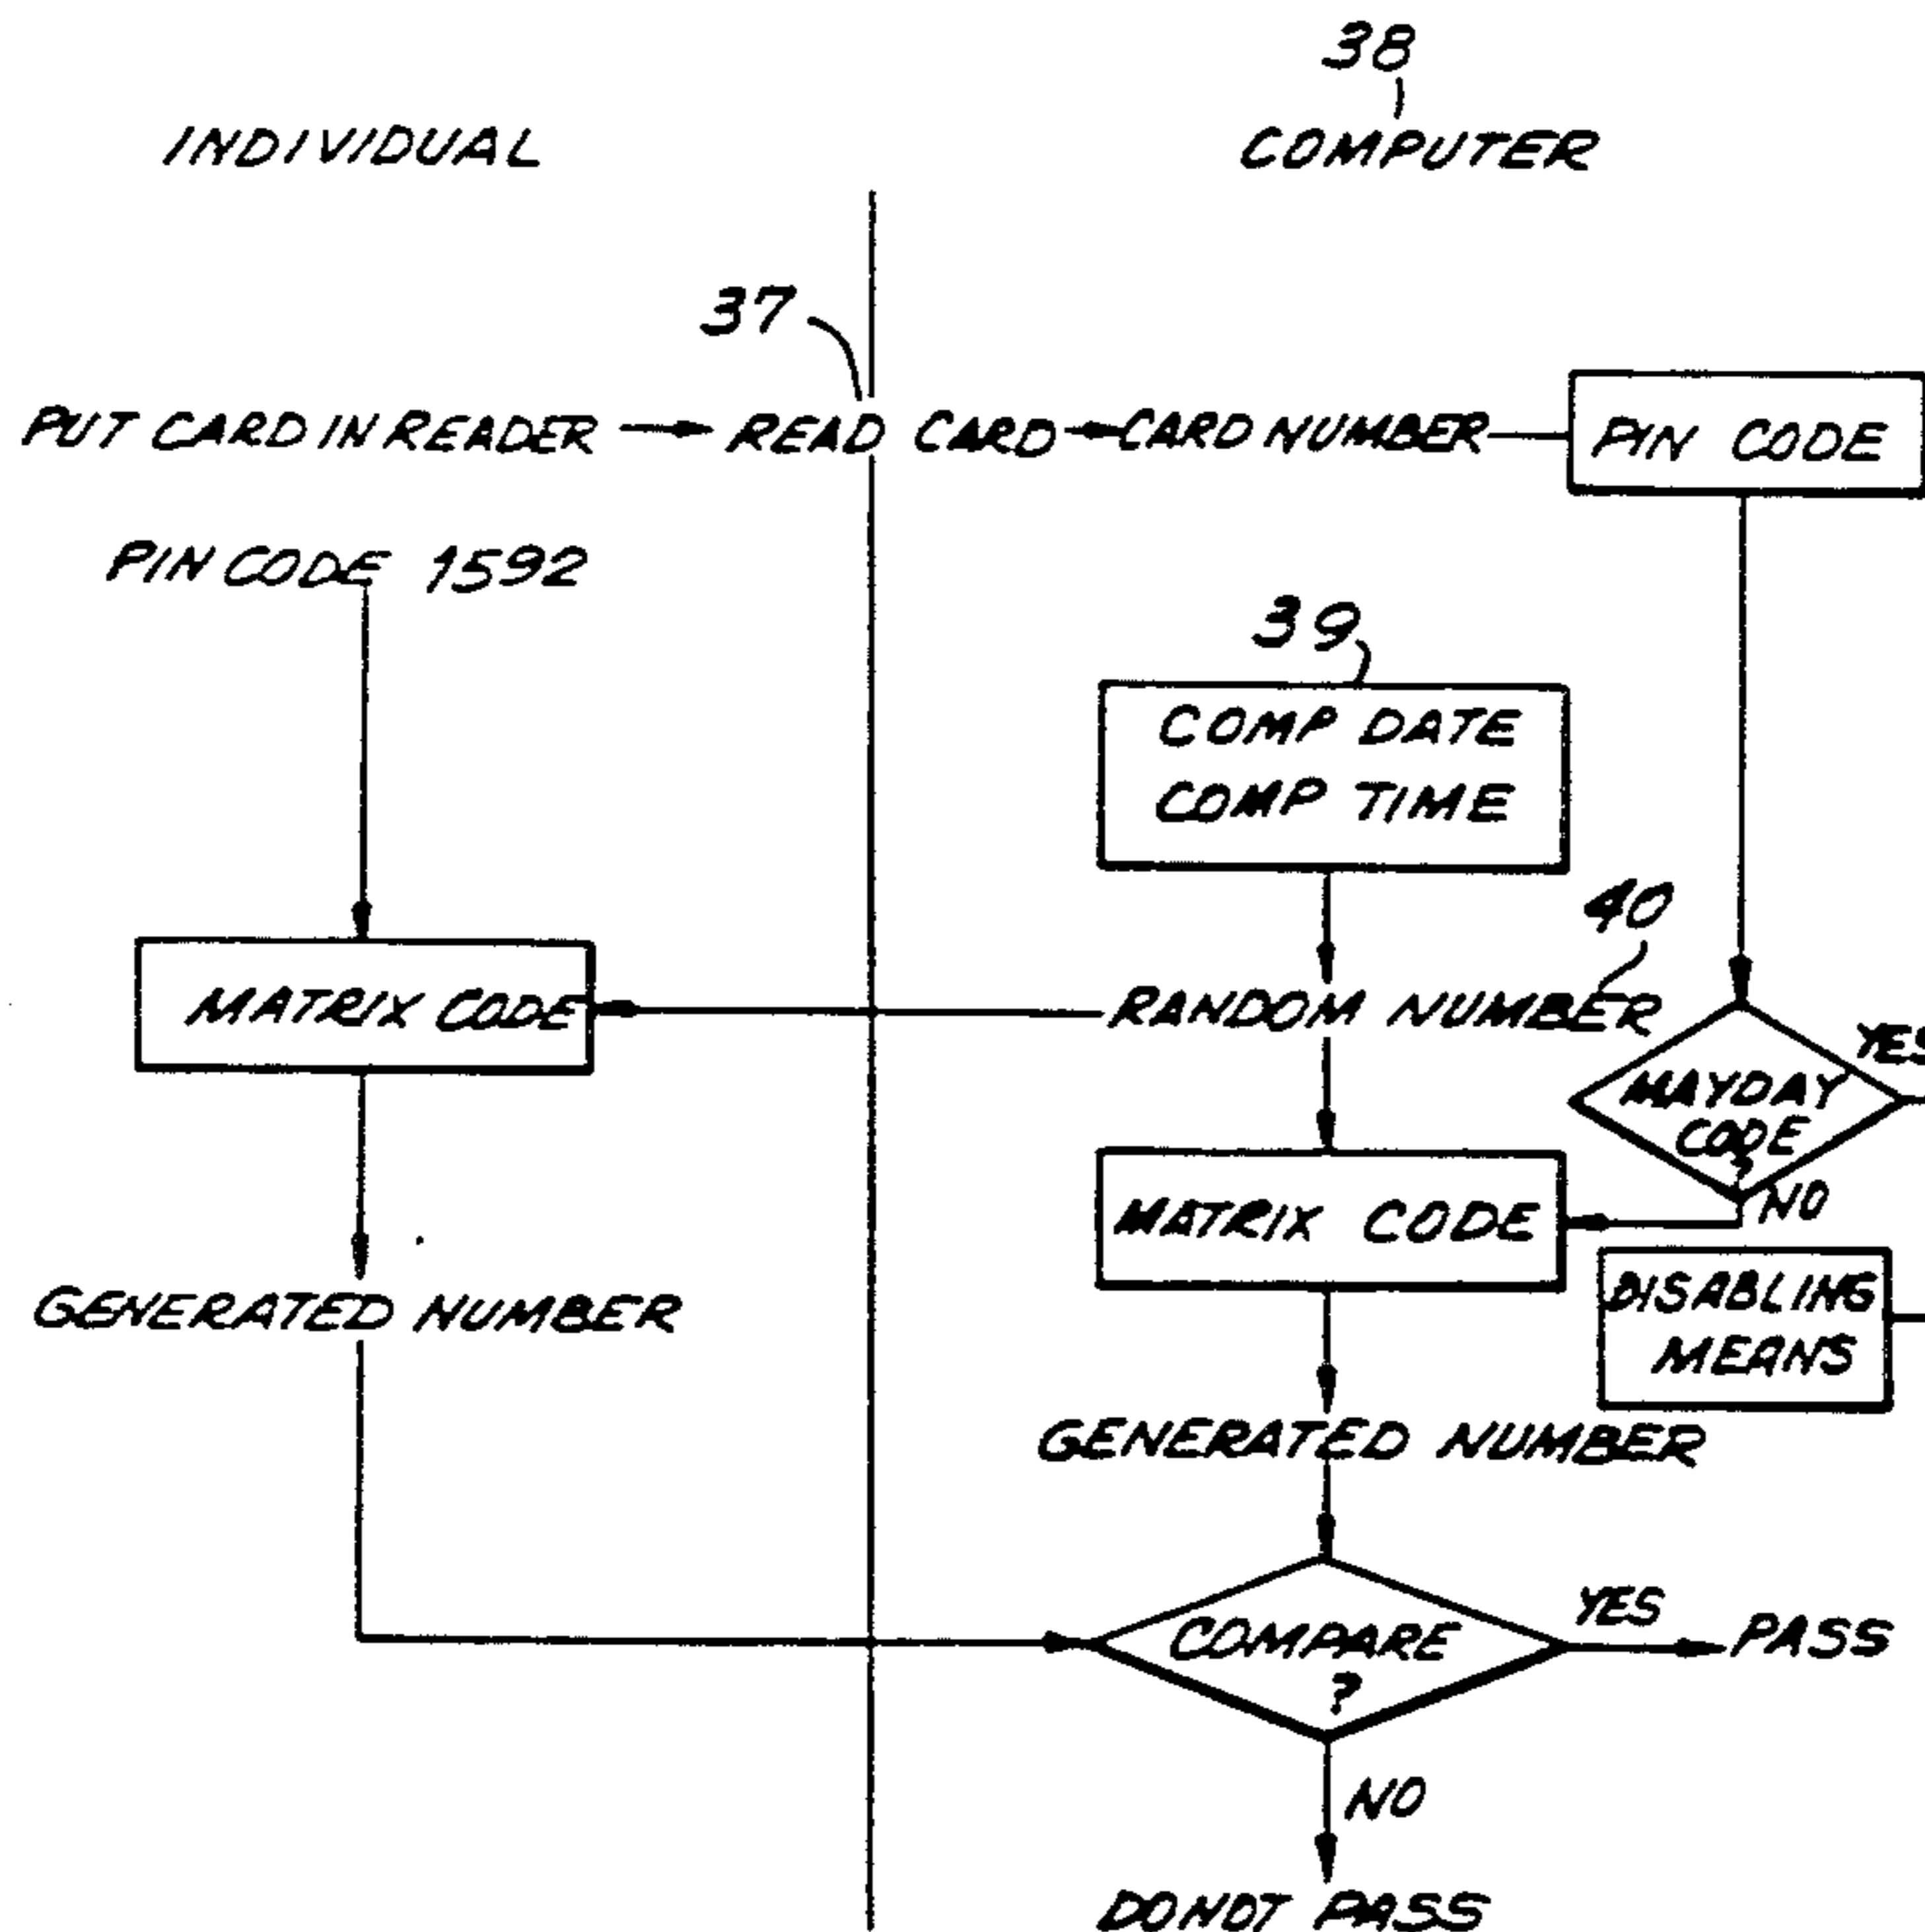 38
INDIVIDUAL
COMPUTER
37
PUT CARD IN READER
READ CARD
CARD NUMBER
PIN CODE
PIN CODE 1592
39
COMP DATE
COMP TIME
40
MATRIX CODE
RANDOM NUMBER
YES
MAYDAY
CODE
?
NO
MATRIX CODE
DISABLING
MEANS
GENERATED NUMBER
GENERATED NUMBER
COMPARE
?
YES
PASS
NO
DO NOT PASS